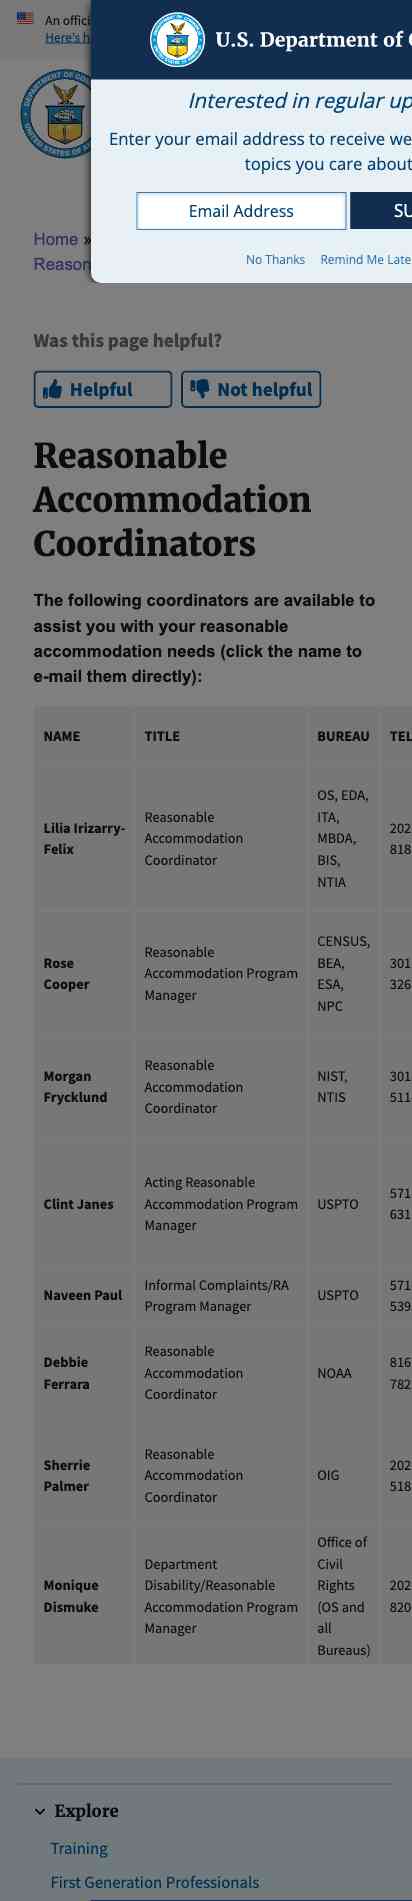 An offici
Here's h
U.S. Department of
Interested in regular up
Enter your email address to receive we
topics you care about
Email Address
SU
No Thanks Remind Me Late
Home »
Reason
Was this page helpful?
Helpful
Not helpful
Reasonable
Accommodation
Coordinators
The following coordinators are available to
assist you with your reasonable
accommodation needs (click the name to
e-mail them directly):
NAME TITLE BUREAU TEL
Lilia Irizarry-
Felix
Reasonable
Accommodation
Coordinator
OS, EDA,
ITA,
MBDA,
BIS,
NTIA
202
818
Rose
Cooper
Reasonable
Accommodation Program
Manager
CENSUS,
BEA,
ESA,
NPC
301
326
Morgan
Frycklund
Reasonable
Accommodation
Coordinator
NIST,
NTIS
301
511
Clint Janes
Acting Reasonable
Accommodation Program
Manager
USPTO
571
631
Naveen Paul
Informal Complaints/RA
Program Manager
USPTO
571
539
Debbie
Ferrara
Reasonable
Accommodation
Coordinator
NOAA
816
782
Sherrie
Palmer
Reasonable
Accommodation
Coordinator
OIG
202
518
Monique
Dismuke
Department
Disability/Reasonable
Accommodation Program
Manager
Office of
Civil
Rights
(OS and
all
Bureaus)
202
820
Explore
Training
First Generation Professionals